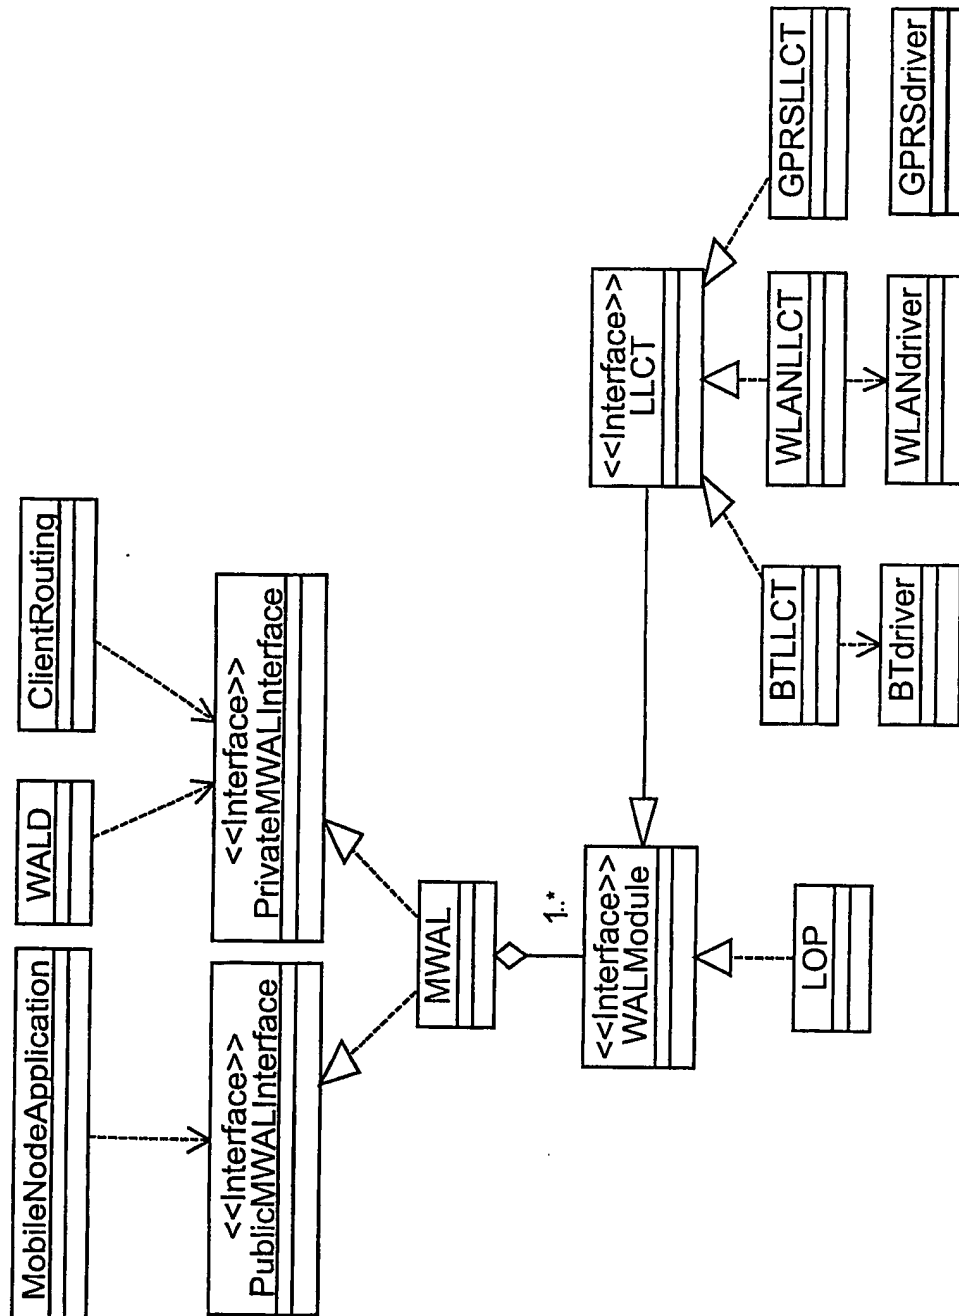 MobileNodeApplication
WALD
ClientRouting
<<Interface>>
PublicMWALInterface
<<Interface>>
PrivateMWALInterface
MWAL
1..*
<<Interface>>
WALModule
<<Interface>>
LLCT
LOP
BTLLCT
WLANLLCT
GPRSLLCT
BTdriver
WLANdriver
GPRSdriver